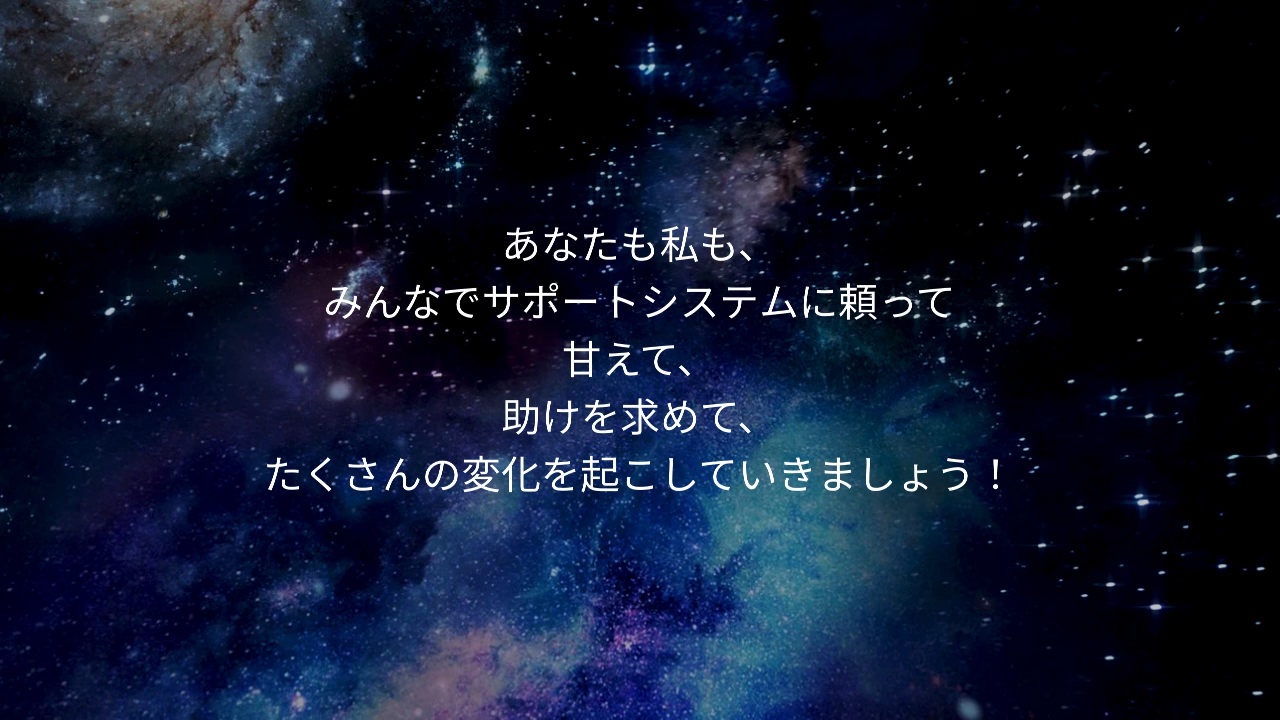 あなたも私も、
みんなでサポートシステムに頼って
甘えて、
助けを求めて、
たくさんの変化を起こしていきましょう！